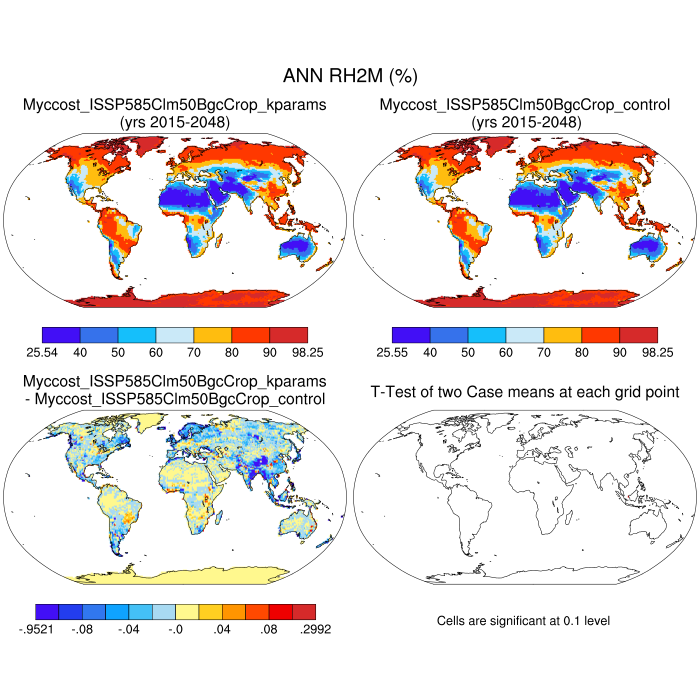 ANN RH2M (%)
Myccost_ISSP585Clm50BgcCrop_kparams
(yrs 2015-2048)
Myccost_ISSP585Clm50BgcCrop_control
(yrs 2015-2048)
25.54 40 50 60 70 80 90 98.25
25.55 40 50 60 70 80 90 98.25
Myccost_ISSP585Clm50BgcCrop_kparams
- Myccost_ISSP585Clm50BgcCrop_control
T-Test of two Case means at each grid point
-.9521 -.08 -.04 -.0 .04 .08 .2992
Cells are significant at 0.1 level